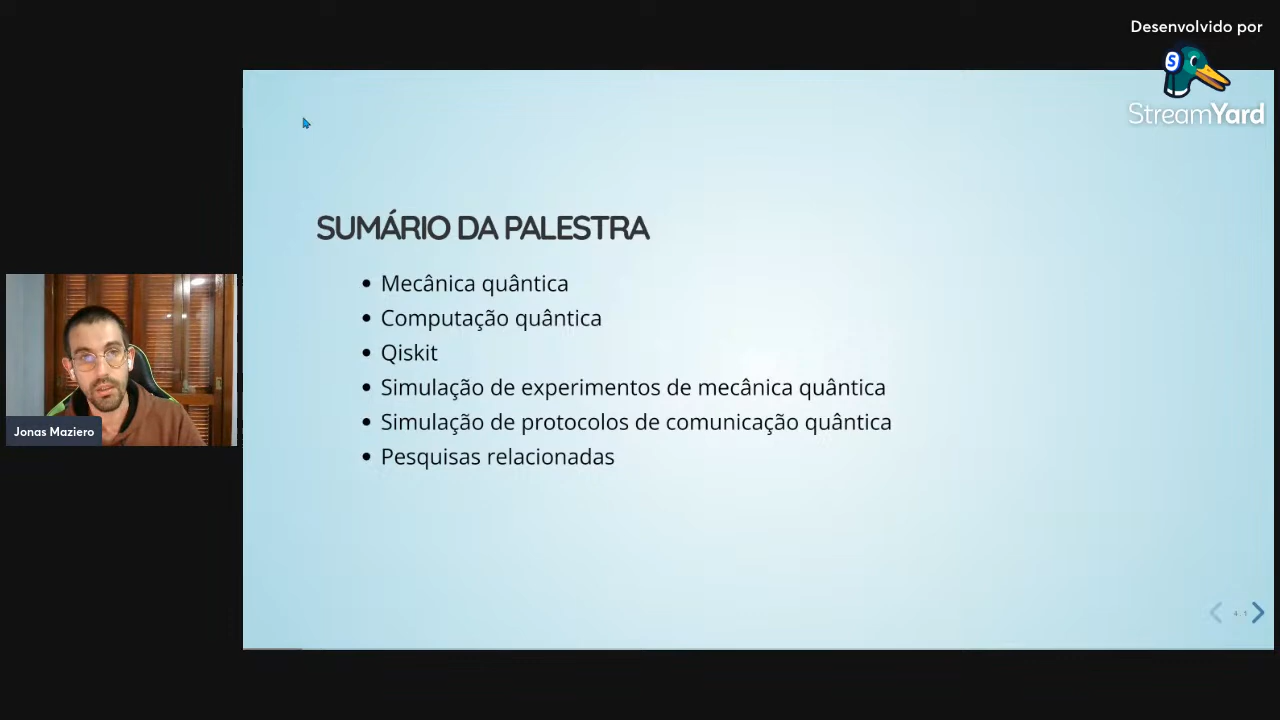 Desenvolvido por
S
StreamYard
SUMÁRIO DA PALESTRA
• Mecânica quântica
• Computação quântica
• Qiskit
• Simulação de experimentos de mecânica quântica
• Simulação de protocolos de comunicação quântica
• Pesquisas relacionadas
Jonas Maziero